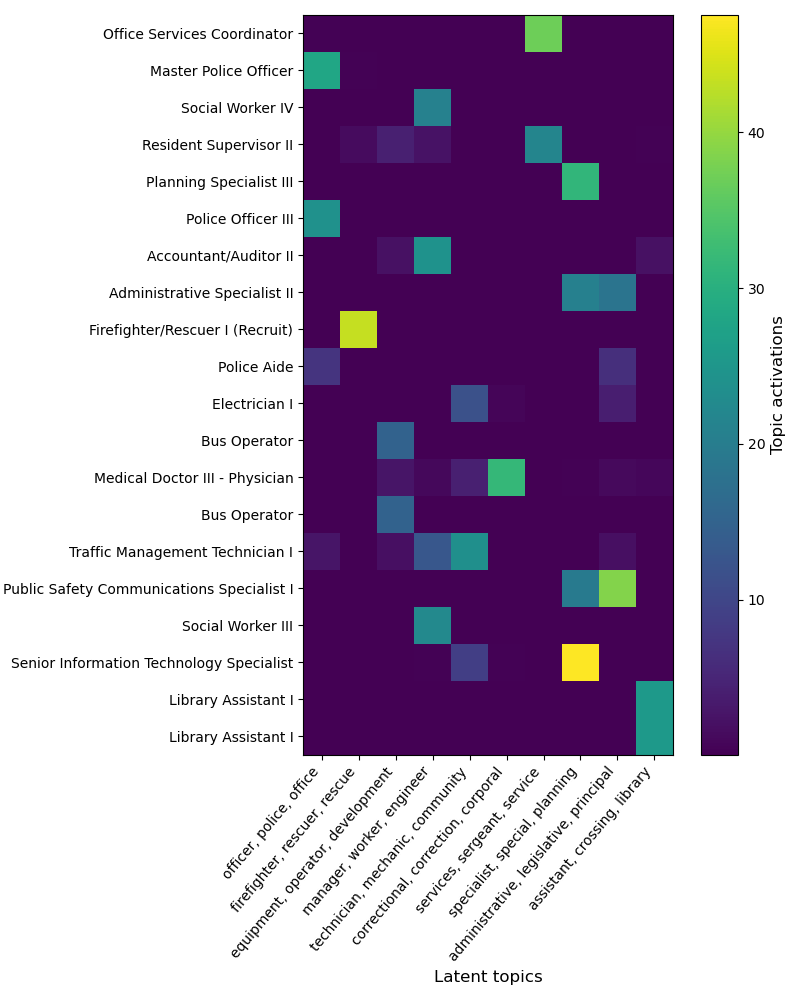 Office Services Coordinator
Master Police Officer
Social Worker IV
Resident Supervisor II
Planning Specialist III
Police Officer III
Accountant/Auditor II
Administrative Specialist II
Firefighter/Rescuer I (Recruit)
Police Aide
Electrician I
Bus Operator
Medical Doctor III - Physician
Bus Operator
Traffic Management Technician I
Public Safety Communications Specialist I
Social Worker III
Senior Information Technology Specialist
Library Assistant I
Library Assistant I
officer, police, office
firefighter, rescuer, rescue
equipment, operator, development
manager, worker, engineer
technician, mechanic, community
correctional, correction, corporal
services, sergeant, service
specialist, special, planning
administrative, legislative, principal
assistant, crossing, library
Latent topics
40
30
20
10
Topic activations